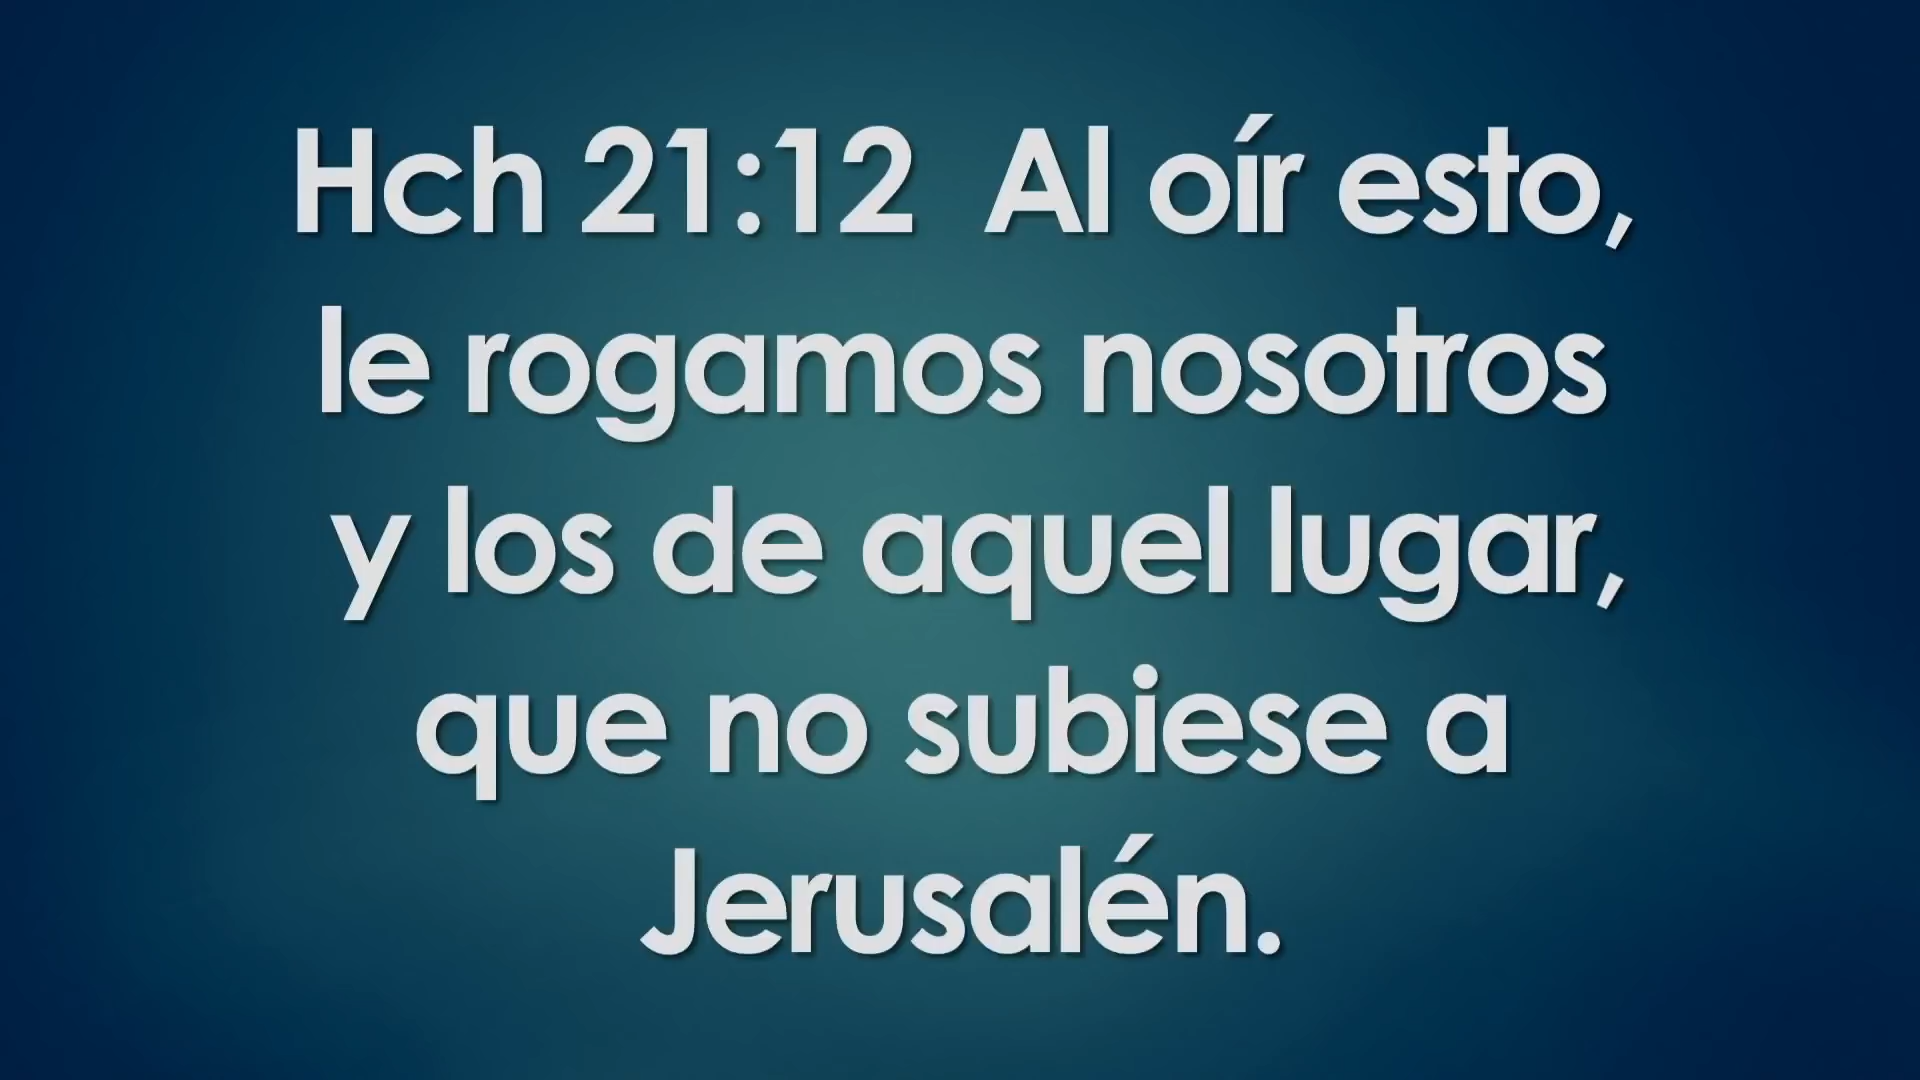 Hch 21:12  Al oír esto,
le rogamos nosotros
y los de aquel lugar,
que no subiese a
Jerusalén.